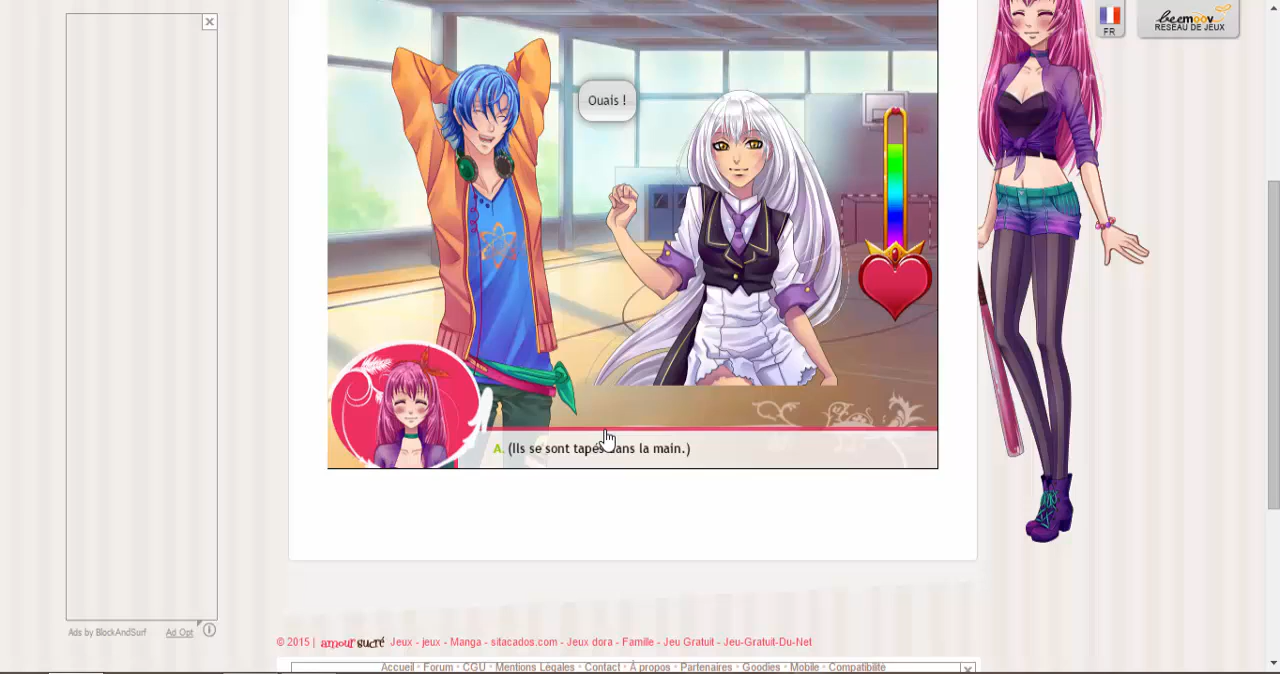 FR
beemoov
RESEAU DE JEUX
Ouais !
A. (Ils se sont tapés dans la main.)
Ads by BlockAndSurf
Ad Opt
© 2015 | amour sucré Jeux - jeux - Manga - sitacados.com - Jeux dora - Famille - Jeu Gratuit - Jeu-Gratuit-Du-Net
Accueil · Forum · CGU · Mentions Légales · Contact · À propos · Partenaires · Goodies · Mobile · Compatibilité